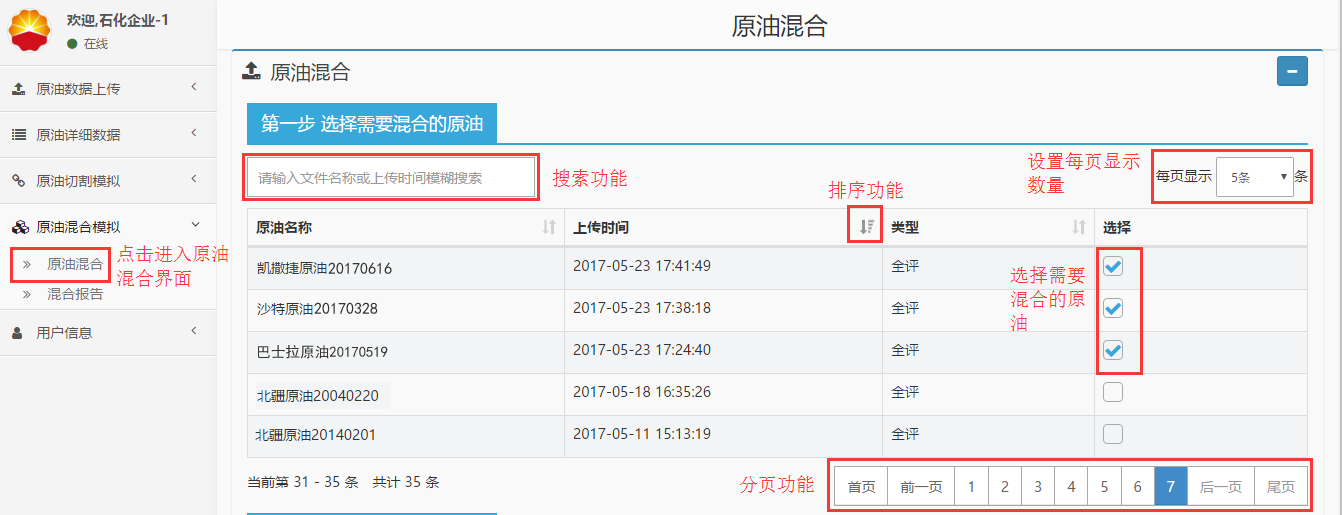 欢迎,石化企业-1
在线
原油数据上传
原油详细数据
原油切割模拟
原油混合模拟
原油混合
点击进入原油
混合界面
混合报告
用户信息
原油混合
原油混合
第一步 选择需要混合的原油
请输入文件名称或上传时间模糊搜索
搜索功能
排序功能
设置每页显示
数量
每页显示 5条 条
原油名称 上传时间 类型 选择
凯撒捷原油20170616 2017-05-23 17:41:49 全评
沙特原油20170328 2017-05-23 17:38:18 全评
巴士拉原油20170519 2017-05-23 17:24:40 全评
北疆原油20040220 2017-05-18 16:35:26 全评
北疆原油20140201 2017-05-11 15:13:19 全评
选择需要
混合的原
油
当前第 31 - 35 条 共计 35 条
分页功能
首页 前一页 1 2 3 4 5 6 7 后一页 尾页